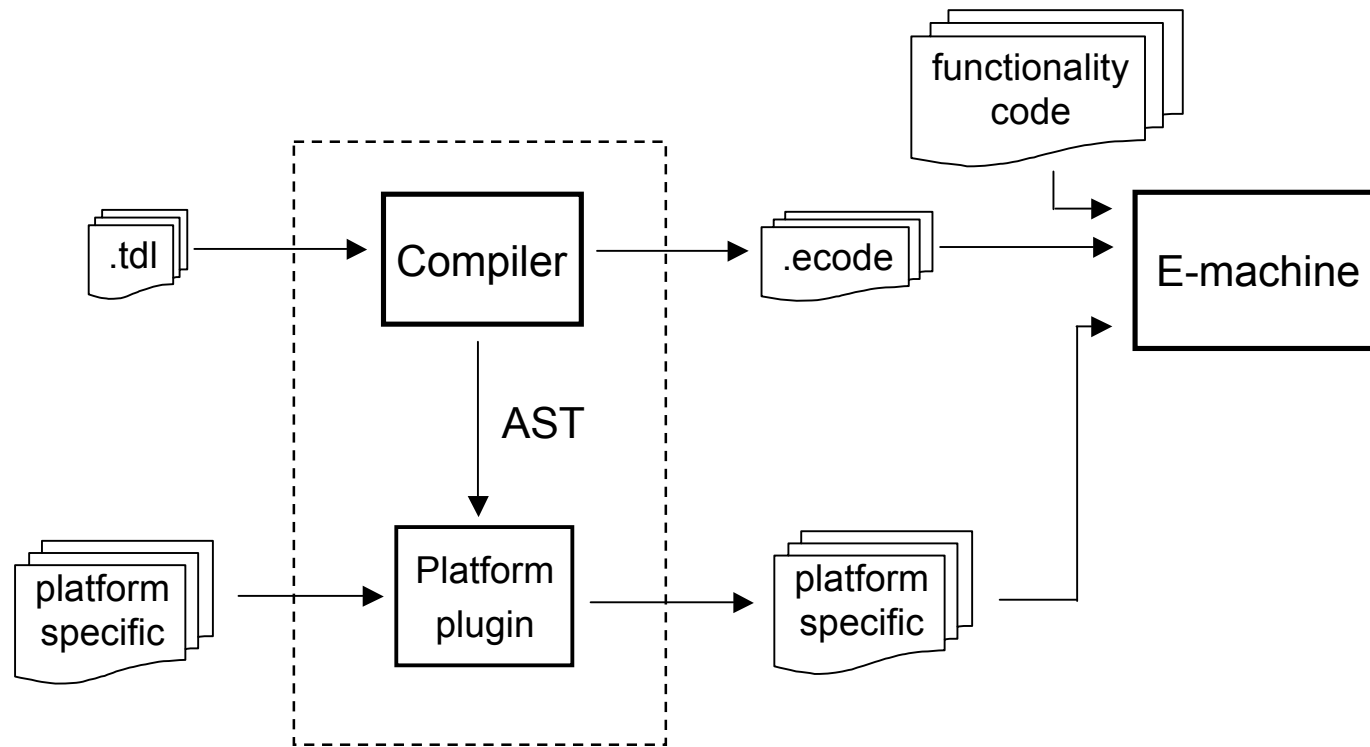 functionality
code
.tdl
Compiler
.ecode
E-machine
AST
platform
specific
Platform
plugin
platform
specific